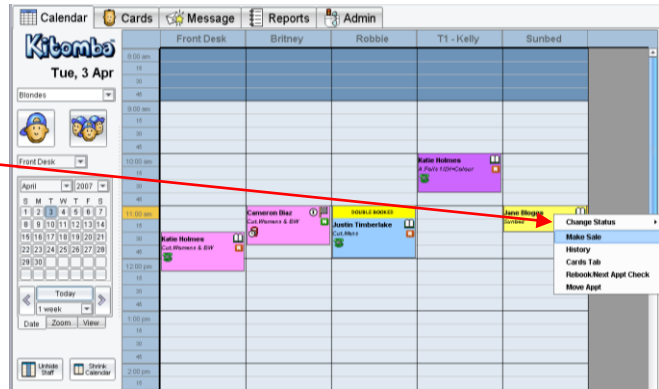 Calendar Cards Message Reports Admin
Kitomba
Tue, 3 Apr
Blondes
Front Desk
April 2007
S M T W T F S
1 2 3 4 5 6 7
8 9 10 11 12 13 14
15 16 17 18 19 20 21
22 23 24 25 26 27 28
29 30
Today
1 week
Date Zoom View
Unhide Staff
Shrink Calendar
Front Desk Britney Robbie T1 - Kelly Sunbed
8:00 am
15
30
45
9:00 am
15
30
45
10:00 am
15
30
45
11:00 am
15
30
45
12:00 pm
15
30
45
1:00 pm
15
30
45
2:00 pm
15
Katie Holmes
Cut.Womens & B/W
Cameron Diaz
Cut.Womens & B/W
DOUBLE BOOKED
Justin Timberlake
Cut.Mens
Katie Holmes
Jane Bloggs
Sunbed
Change Status
Make Sale
History
Cards Tab
Rebook/Next Appt Check
Move Appt